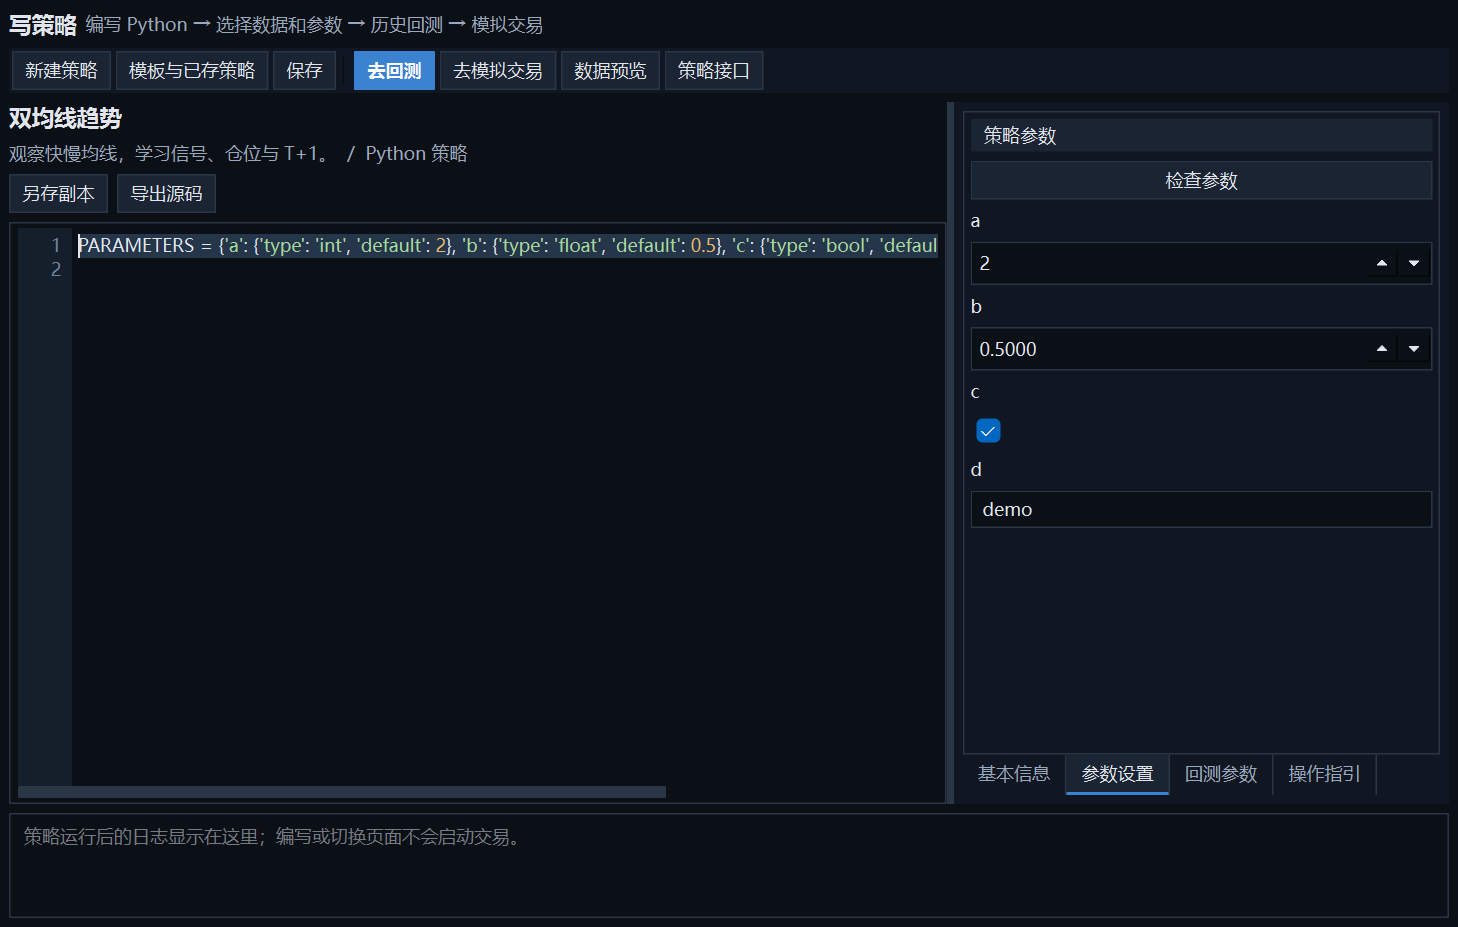 写策略 编写 Python → 选择数据和参数 → 历史回测 → 模拟交易
新建策略 模板与已存策略 保存 去回测 去模拟交易 数据预览 策略接口
双均线趋势
观察快慢均线，学习信号、仓位与 T+1。 / Python 策略
另存副本 导出源码
1 PARAMETERS = {'a': {'type': 'int', 'default': 2}, 'b': {'type': 'float', 'default': 0.5}, 'c': {'type': 'bool', 'defaul
2
策略参数
检查参数
a
2
b
0.5000
c
d
demo
基本信息 参数设置 回测参数 操作指引
策略运行后的日志显示在这里；编写或切换页面不会启动交易。